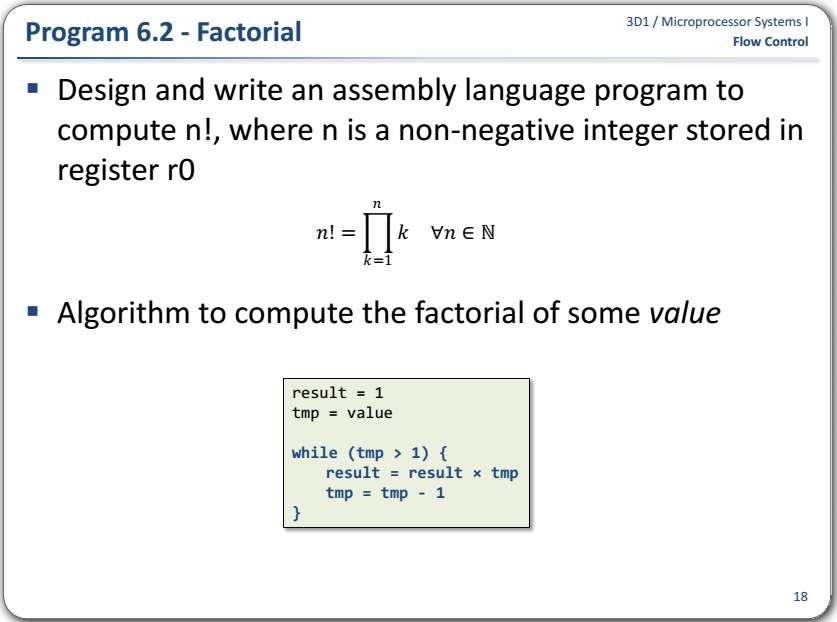 Program 6.2 - Factorial
3D1 / Microprocessor Systems I
Flow Control
▪ Design and write an assembly language program to
compute n!, where n is a non-negative integer stored in
register r0
n! = ∏_{k=1}^{n} k ∀n ∈ ℕ
▪ Algorithm to compute the factorial of some value
result = 1
tmp = value
while (tmp > 1) {
result = result × tmp
tmp = tmp - 1
}
18